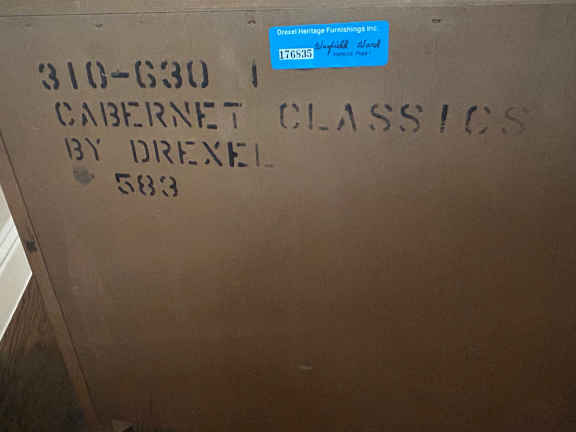 Drexel Heritage Furnishings Inc.
176835
310-630 1
CABERNET CLASSICS
BY DREXEL
583